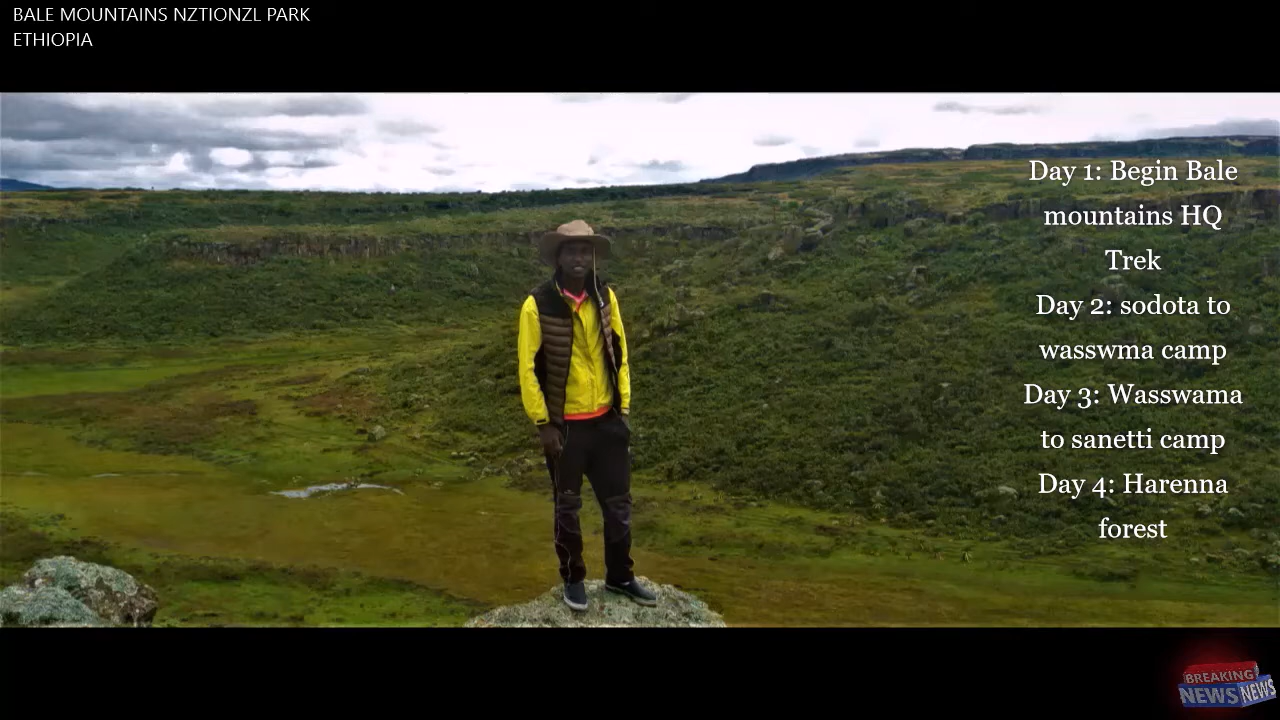 BALE MOUNTAINS NZTIONZL PARK
ETHIOPIA
Day 1: Begin Bale
mountains HQ
Trek
Day 2: sodota to
wasswma camp
Day 3: Wasswama
to sanetti camp
Day 4: Harenna
forest
BREAKING
NEWS NEWS